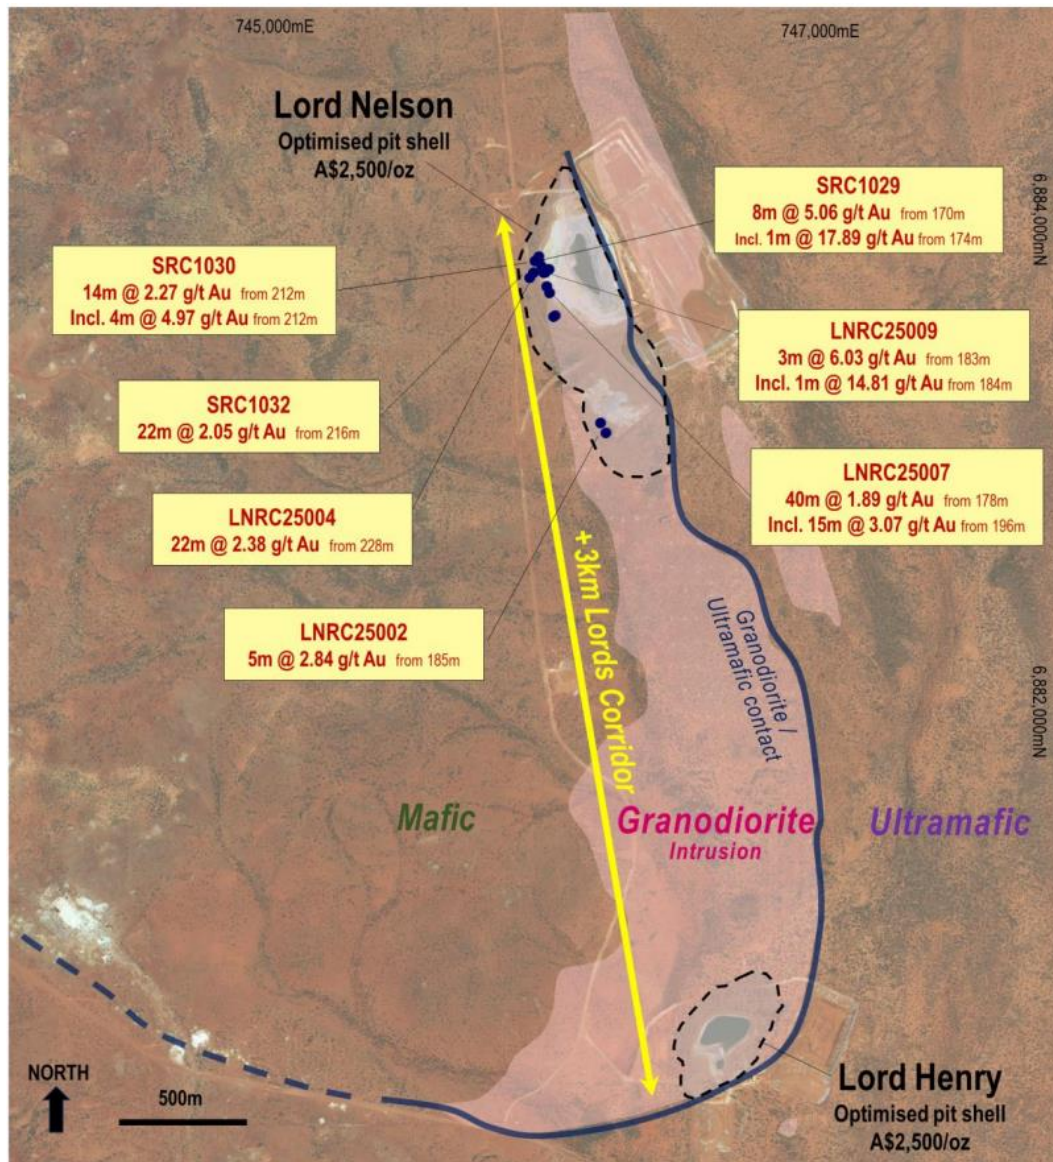 745,000mE
747,000mE
Lord Nelson
Optimised pit shell
A$2,500/oz
6,884,000mN
SRC1029
8m @ 5.06 g/t Au from 170m
Incl. 1m @ 17.89 g/t Au from 174m
SRC1030
14m @ 2.27 g/t Au from 212m
Incl. 4m @ 4.97 g/t Au from 212m
LNRC25009
3m @ 6.03 g/t Au from 183m
Incl. 1m @ 14.81 g/t Au from 184m
SRC1032
22m @ 2.05 g/t Au from 216m
LNRC25007
40m @ 1.89 g/t Au from 178m
Incl. 15m @ 3.07 g/t Au from 196m
LNRC25004
22m @ 2.38 g/t Au from 228m
LNRC25002
5m @ 2.84 g/t Au from 185m
+3km Lords Corridor
Granodiorite /
Ultramafic contact
6,882,000mN
Mafic
Granodiorite
Intrusion
Ultramafic
NORTH
500m
Lord Henry
Optimised pit shell
A$2,500/oz